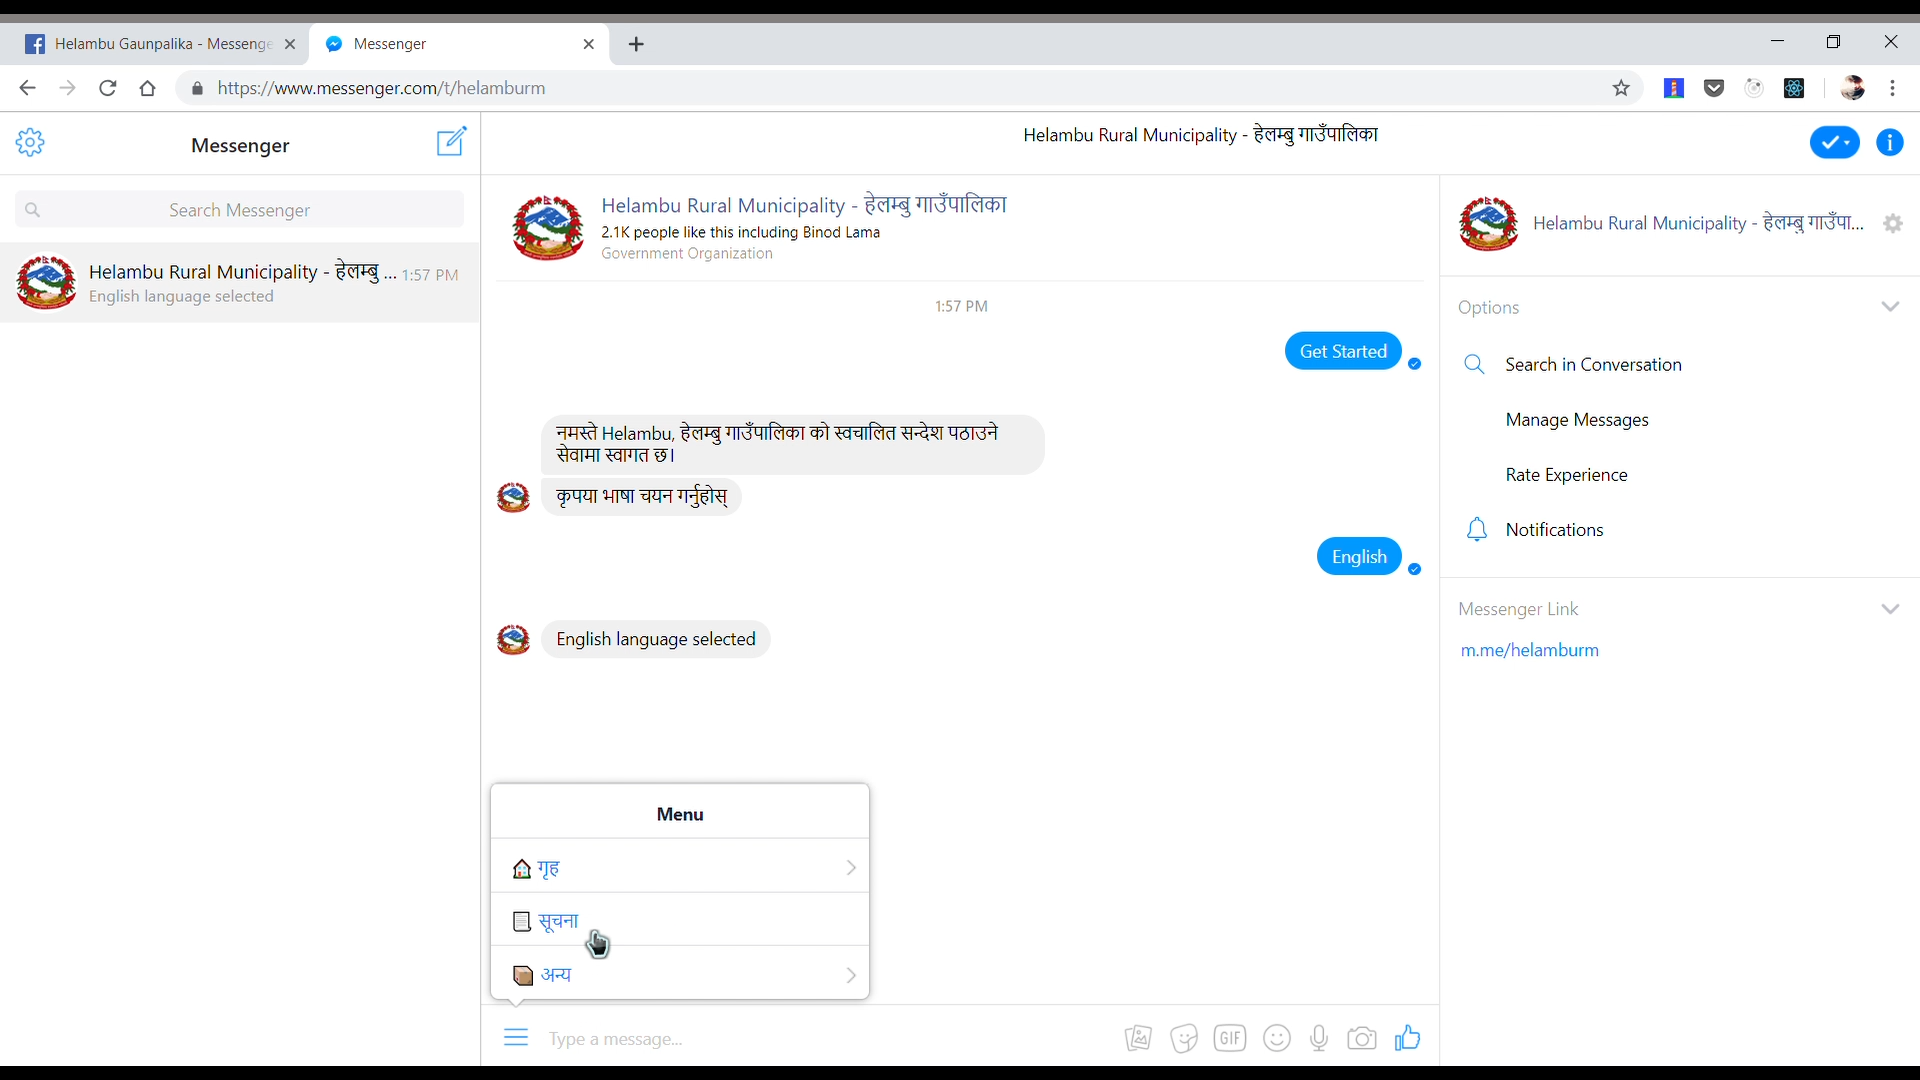 Helambu Gaunpalika - Messenge
Messenger
https://www.messenger.com/t/helamburm
Messenger
Helambu Rural Municipality - हेलम्बु गाउँपालिका
Search Messenger
Helambu Rural Municipality - हेलम्बु ... 1:57 PM
English language selected
Helambu Rural Municipality - हेलम्बु गाउँपालिका
2.1K people like this including Binod Lama
Government Organization
1:57 PM
Get Started
नमस्ते Helambu, हेलम्बु गाउँपालिका को स्वचालित सन्देश पठाउने
सेवामा स्वागत छ।
कृपया भाषा चयन गर्नुहोस्
English
English language selected
Menu
गृह
सूचना
अन्य
Type a message...
GIF
Helambu Rural Municipality - हेलम्बु गाउँपा...
Options
Search in Conversation
Manage Messages
Rate Experience
Notifications
Messenger Link
m.me/helamburm